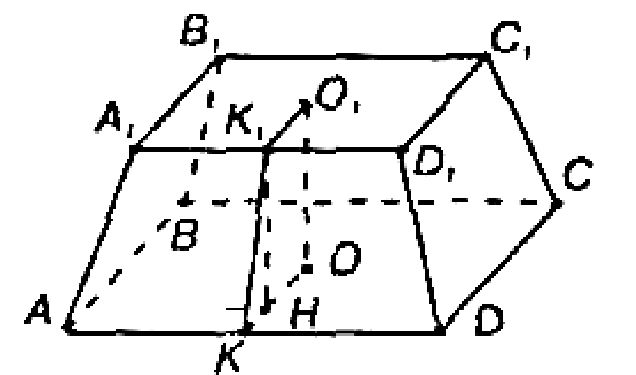 B₁ C₁
A₁ K₁ O₁
D₁ C
B O
A K H D